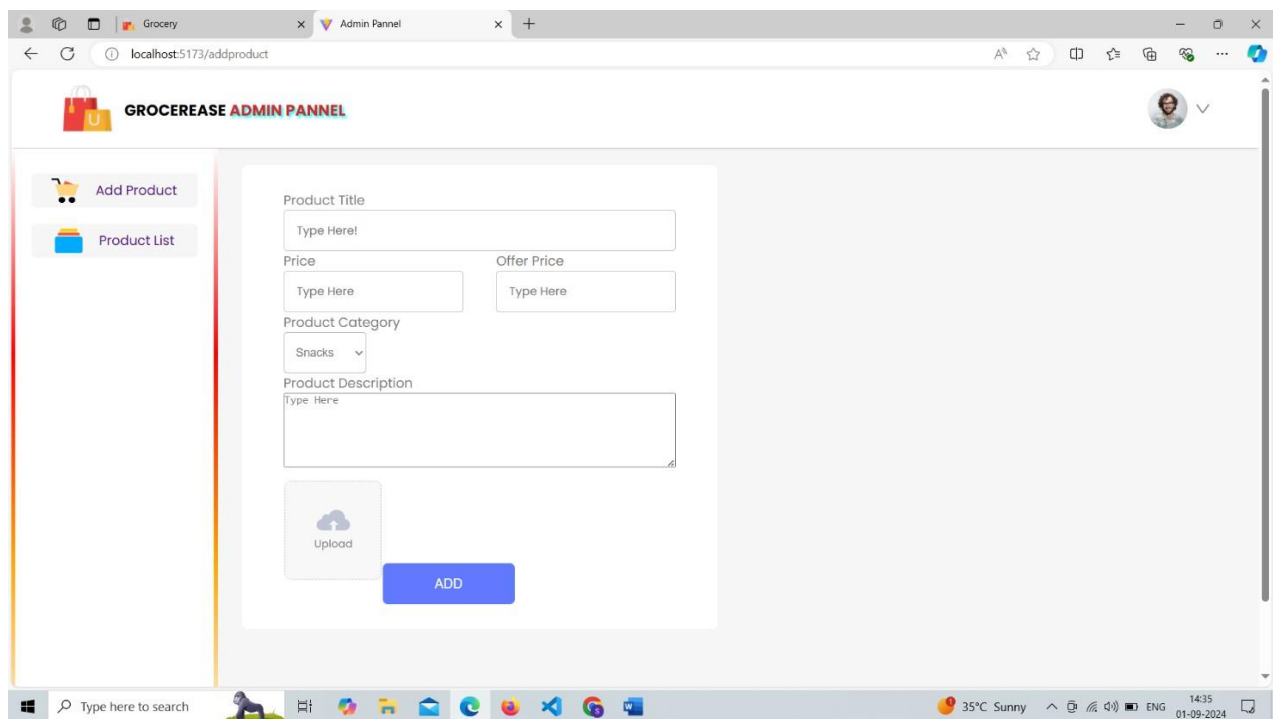 Grocery
Admin Pannel
localhost:5173/addproduct
GROCEREASE ADMIN PANNEL
Add Product
Product List
Product Title
Type Here!
Price Offer Price
Type Here Type Here
Product Category
Snacks
Product Description
Type Here
Upload
ADD
Type here to search
35°C Sunny
ENG
14:35
01-09-2024